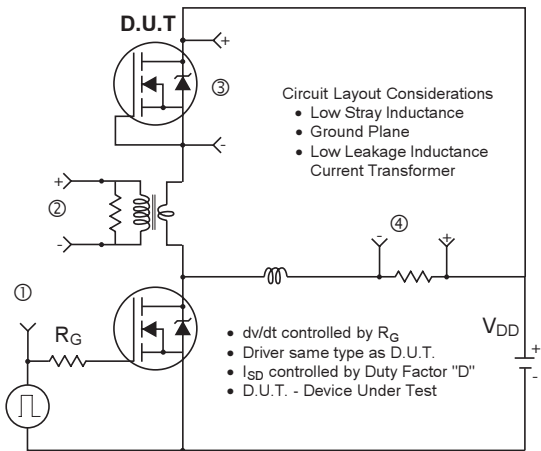 D.U.T
+
③
-
Circuit Layout Considerations
• Low Stray Inductance
• Ground Plane
• Low Leakage Inductance
Current Transformer
+
②
-
④
- +
①
RG
VDD
+
-
• dv/dt controlled by RG
• Driver same type as D.U.T.
• ISD controlled by Duty Factor "D"
• D.U.T. - Device Under Test